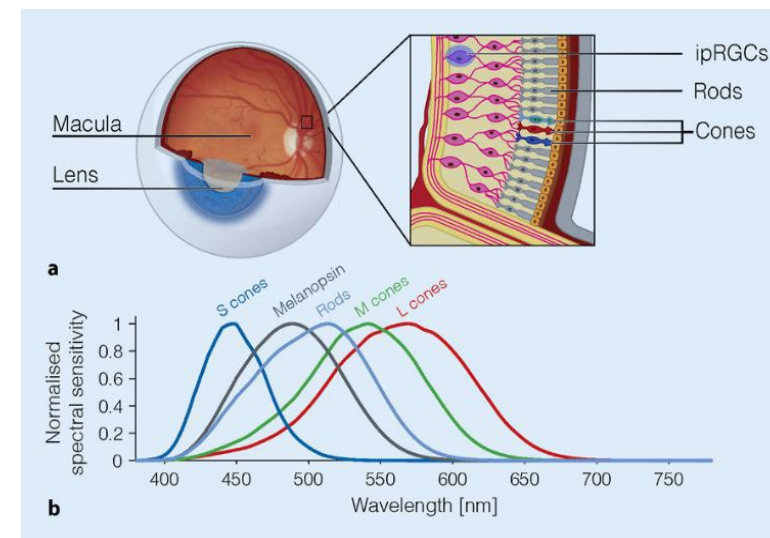 ipRGCs
Rods
Cones
Macula
Lens
a
S cones
Melanopsin
Rods
M cones
L cones
Normalised
spectral sensitivity
1
0.8
0.6
0.4
0.2
0
400 450 500 550 600 650 700 750
Wavelength [nm]
b